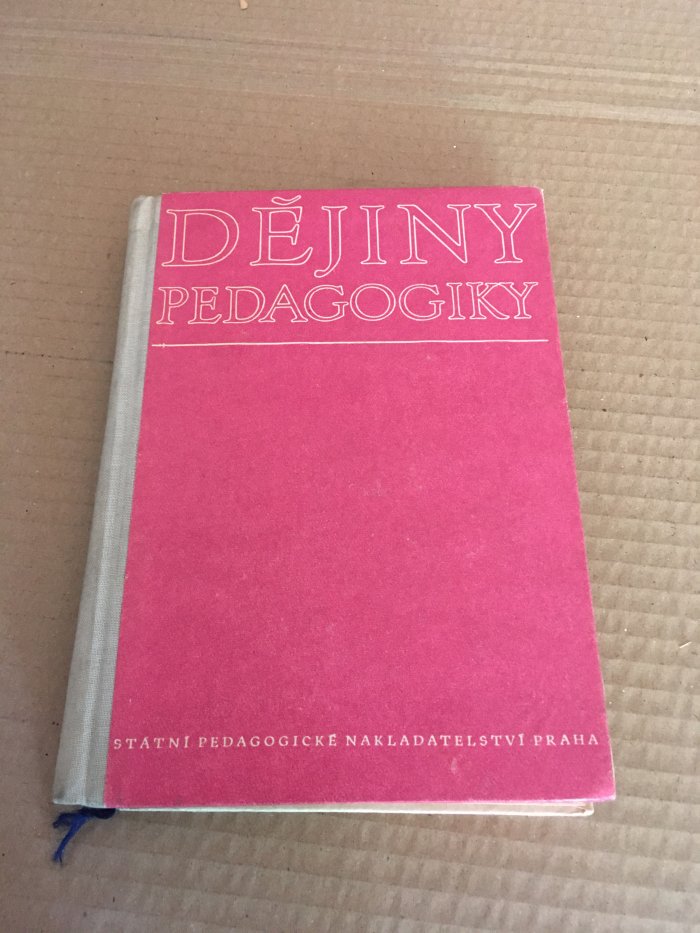 DĚJINY
PEDAGOGIKY
STÁTNÍ PEDAGOGICKÉ NAKLADATELSTVÍ PRAHA